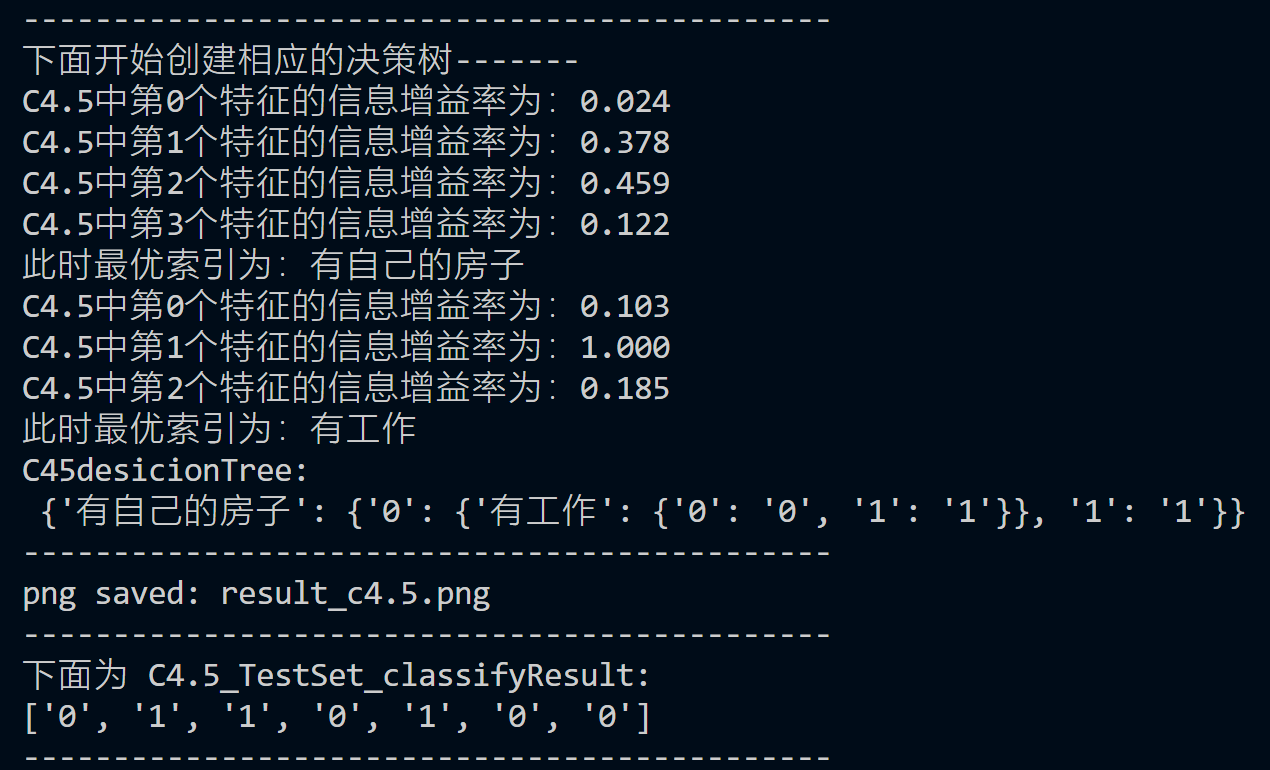 ---------------------------------------------
下面开始创建相应的决策树-------
C4.5中第0个特征的信息增益率为：0.024
C4.5中第1个特征的信息增益率为：0.378
C4.5中第2个特征的信息增益率为：0.459
C4.5中第3个特征的信息增益率为：0.122
此时最优索引为：有自己的房子
C4.5中第0个特征的信息增益率为：0.103
C4.5中第1个特征的信息增益率为：1.000
C4.5中第2个特征的信息增益率为：0.185
此时最优索引为：有工作
C45desicionTree:
 {'有自己的房子': {'0': {'有工作': {'0': '0', '1': '1'}}, '1': '1'}}
---------------------------------------------
png saved: result_c4.5.png
---------------------------------------------
下面为 C4.5_TestSet_classifyResult:
['0', '1', '1', '0', '1', '0', '0']
---------------------------------------------